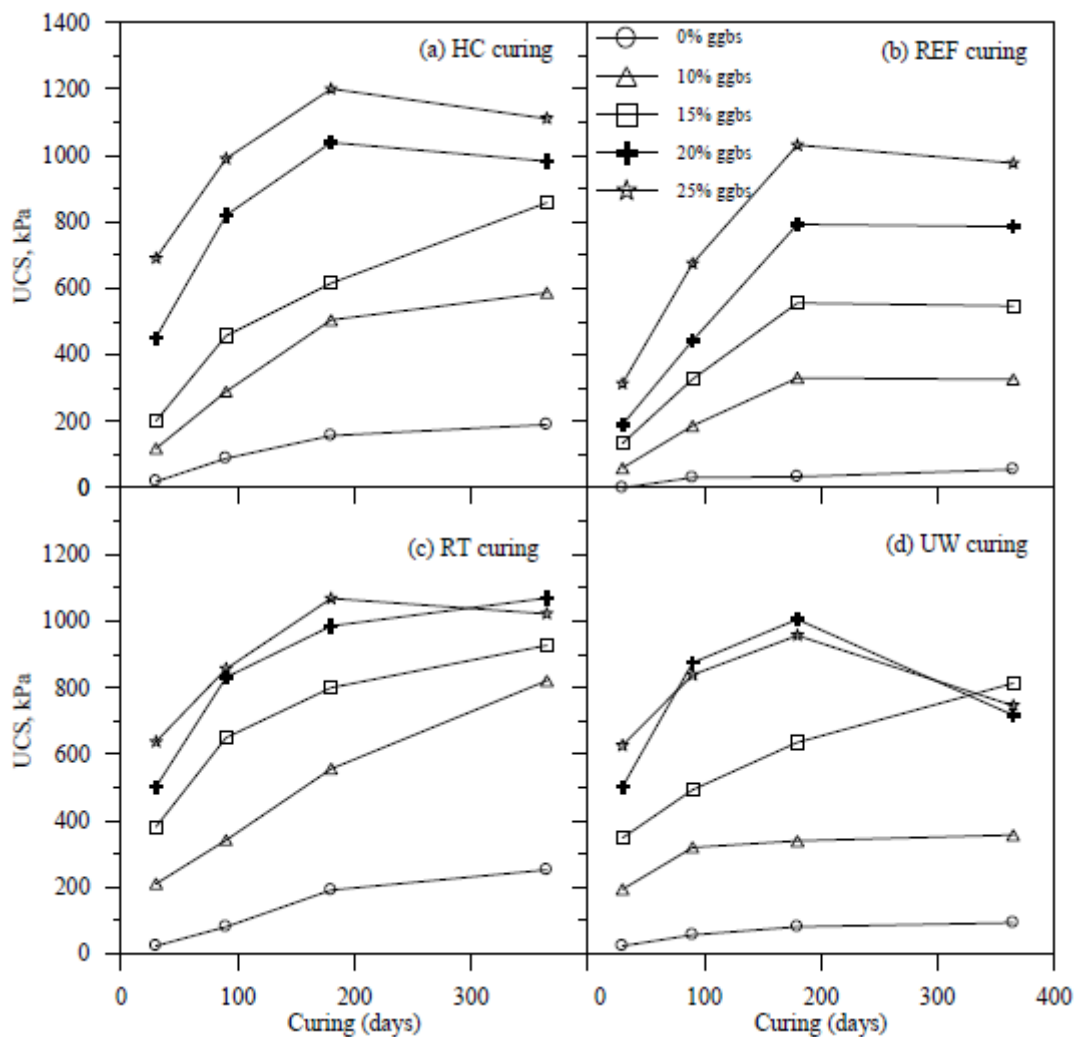 1400
1200
1000
800
600
400
200
0
UCS, kPa
(a) HC curing
(b) REF curing
0% ggbs
10% ggbs
15% ggbs
20% ggbs
25% ggbs
1200
1000
800
600
400
200
0
UCS, kPa
(c) RT curing
(d) UW curing
0 100 200 300
0 100 200 300 400
Curing (days)
Curing (days)